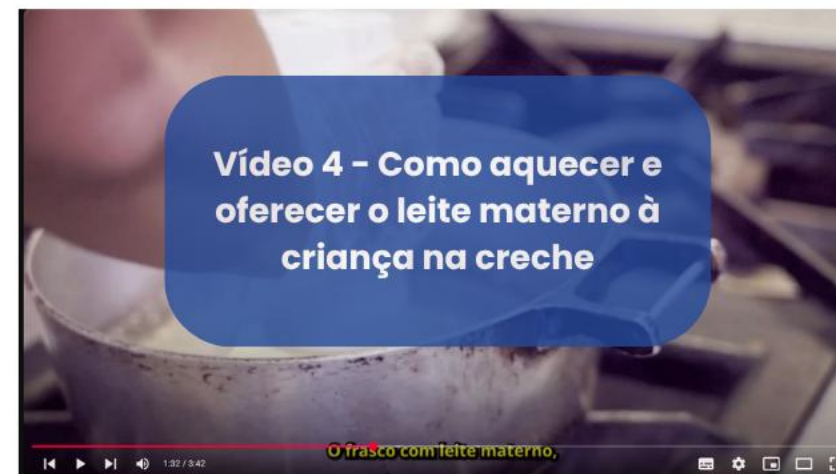 Vídeo 4 - Como aquecer e
oferecer o leite materno à
criança na creche
O frasco com leite materno,
1:32 / 3:42